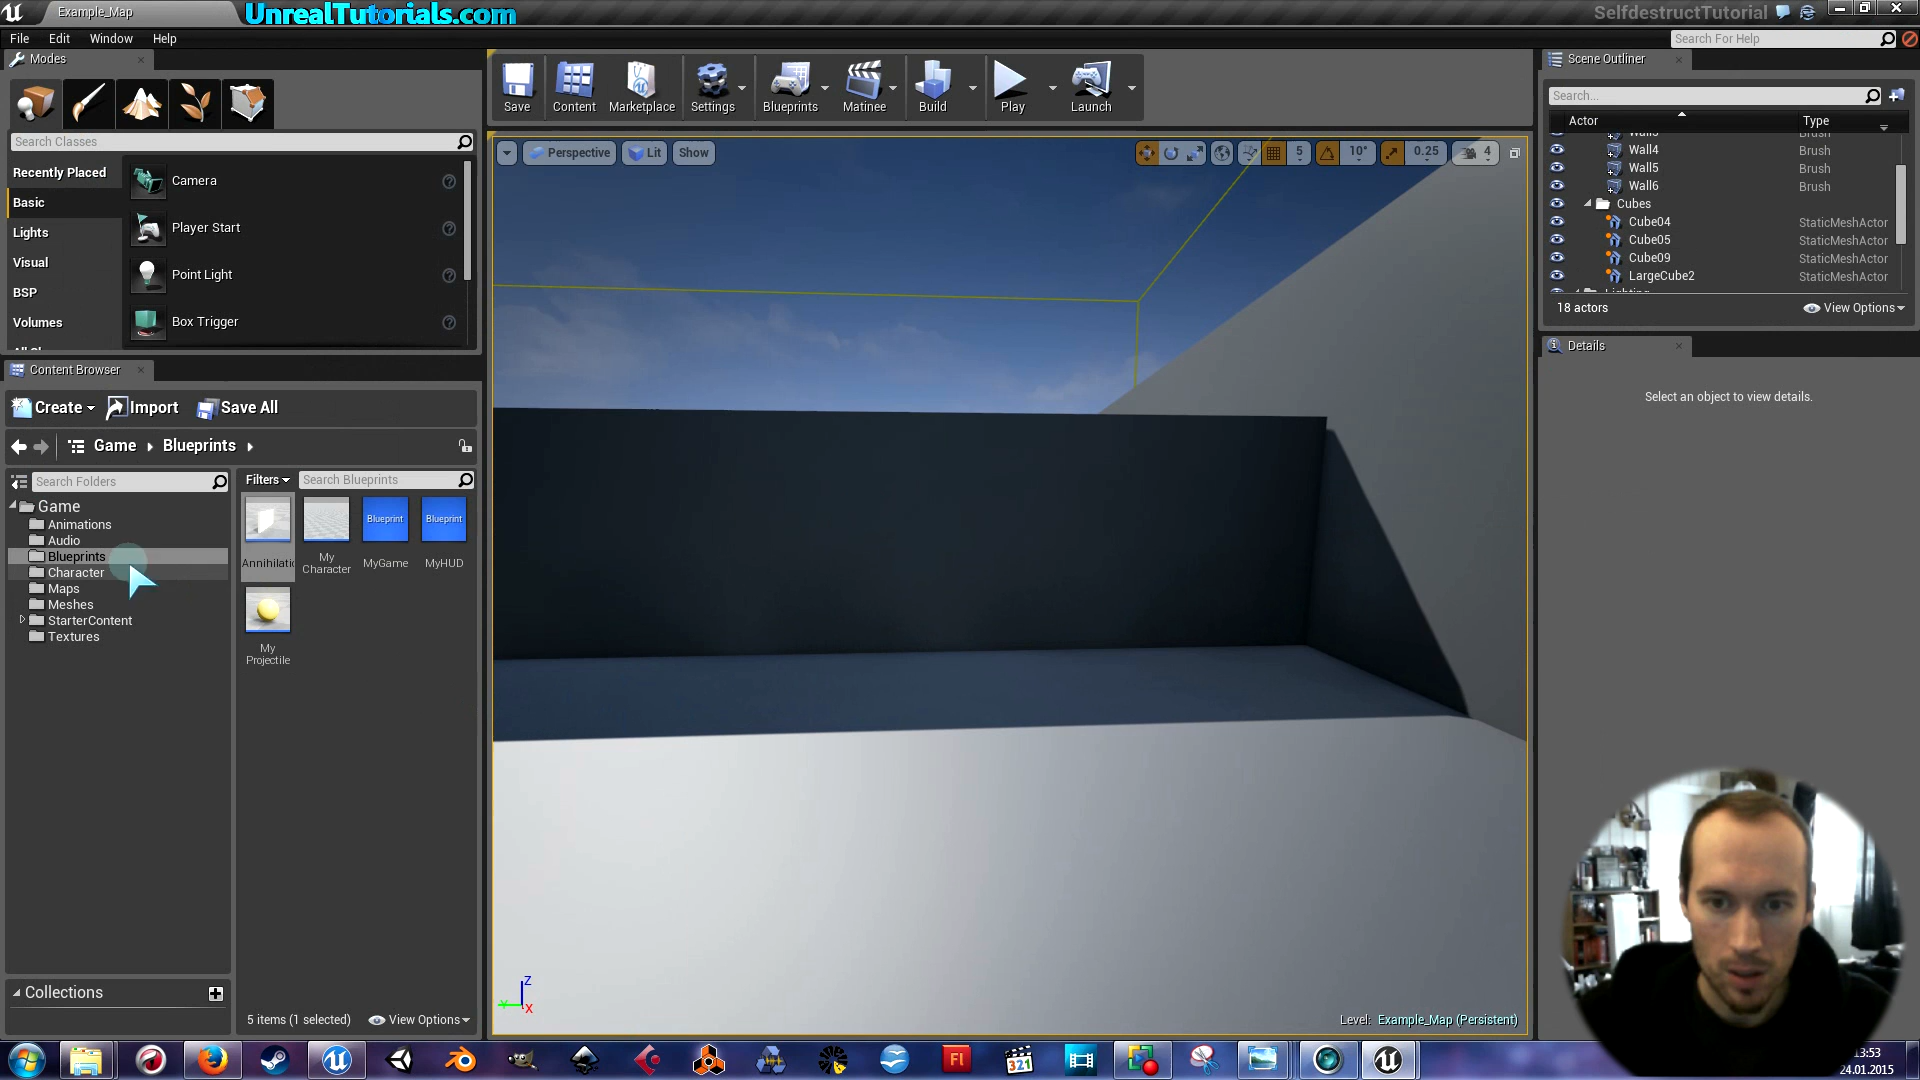 Example_Map
UnrealTutorials.com
SelfdestructTutorial
File Edit Window Help
Search For Help
Modes
Search Classes
Recently Placed
Basic
Lights
Visual
BSP
Volumes
Camera
Player Start
Point Light
Box Trigger
Content Browser
Create Import Save All
Game Blueprints
Search Folders
Game
Animations
Audio
Blueprints
Character
Maps
Meshes
StarterContent
Textures
Collections
Filters Search Blueprints
Annihilatic
My
Character
Blueprint
MyGame
Blueprint
MyHUD
My
Projectile
5 items (1 selected) View Options
Save Content Marketplace Settings Blueprints Matinee Build Play Launch
Perspective Lit Show
5 10° 0.25 4
Z
X
Level: Example_Map (Persistent)
Scene Outliner
Search...
Actor Type
Wall4 Brush
Wall5 Brush
Wall6 Brush
Cubes
Cube04 StaticMeshActor
Cube05 StaticMeshActor
Cube09 StaticMeshActor
LargeCube2 StaticMeshActor
18 actors View Options
Details
Select an object to view details.
Fl
321
13:53
24.01.2015